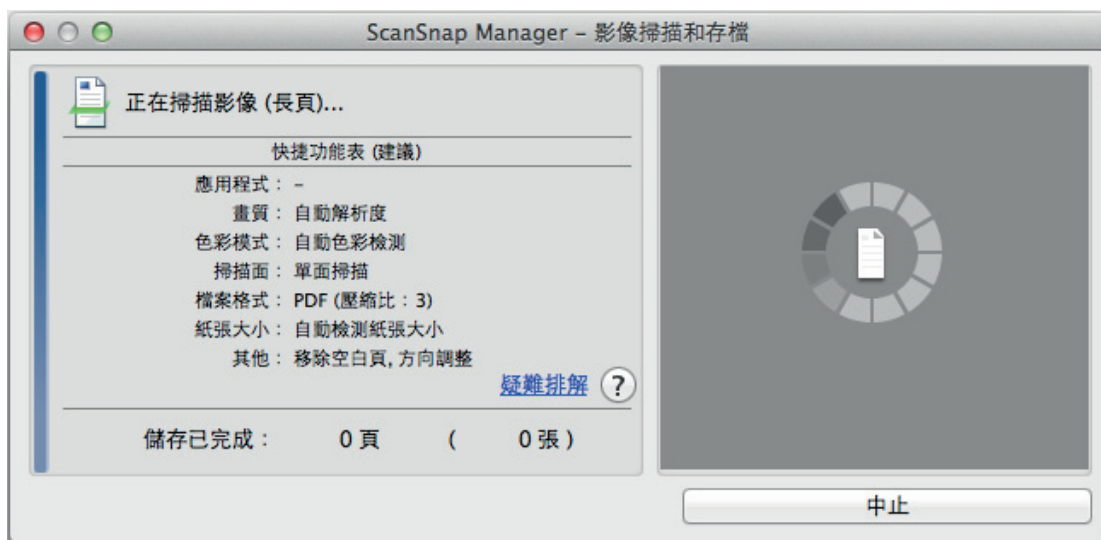 ScanSnap Manager – 影像掃描和存檔
正在掃描影像 (長頁)...
快捷功能表 (建議)
應用程式： –
畫質： 自動解析度
色彩模式： 自動色彩檢測
掃描面： 單面掃描
檔案格式： PDF (壓縮比：3)
紙張大小： 自動檢測紙張大小
其他： 移除空白頁, 方向調整
疑難排解 ?
儲存已完成： 0 頁 ( 0 張 )
中止